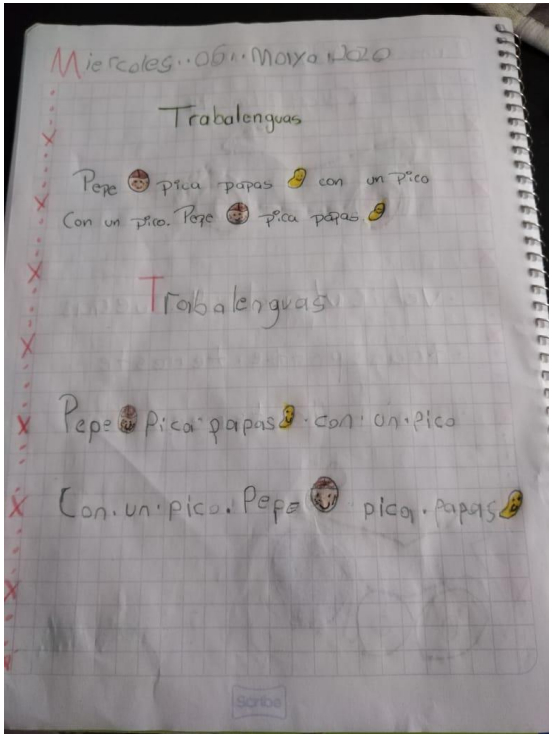 Miercoles..06..Moyo.2020
Trabalenguas
Pepe pica papas con un pico
Con un pico. Pepe pica papas.
Trabalenguas
Pepe pica.papas.con.un.pico
Con.un.pico.Pepe pica.papas
Scribe